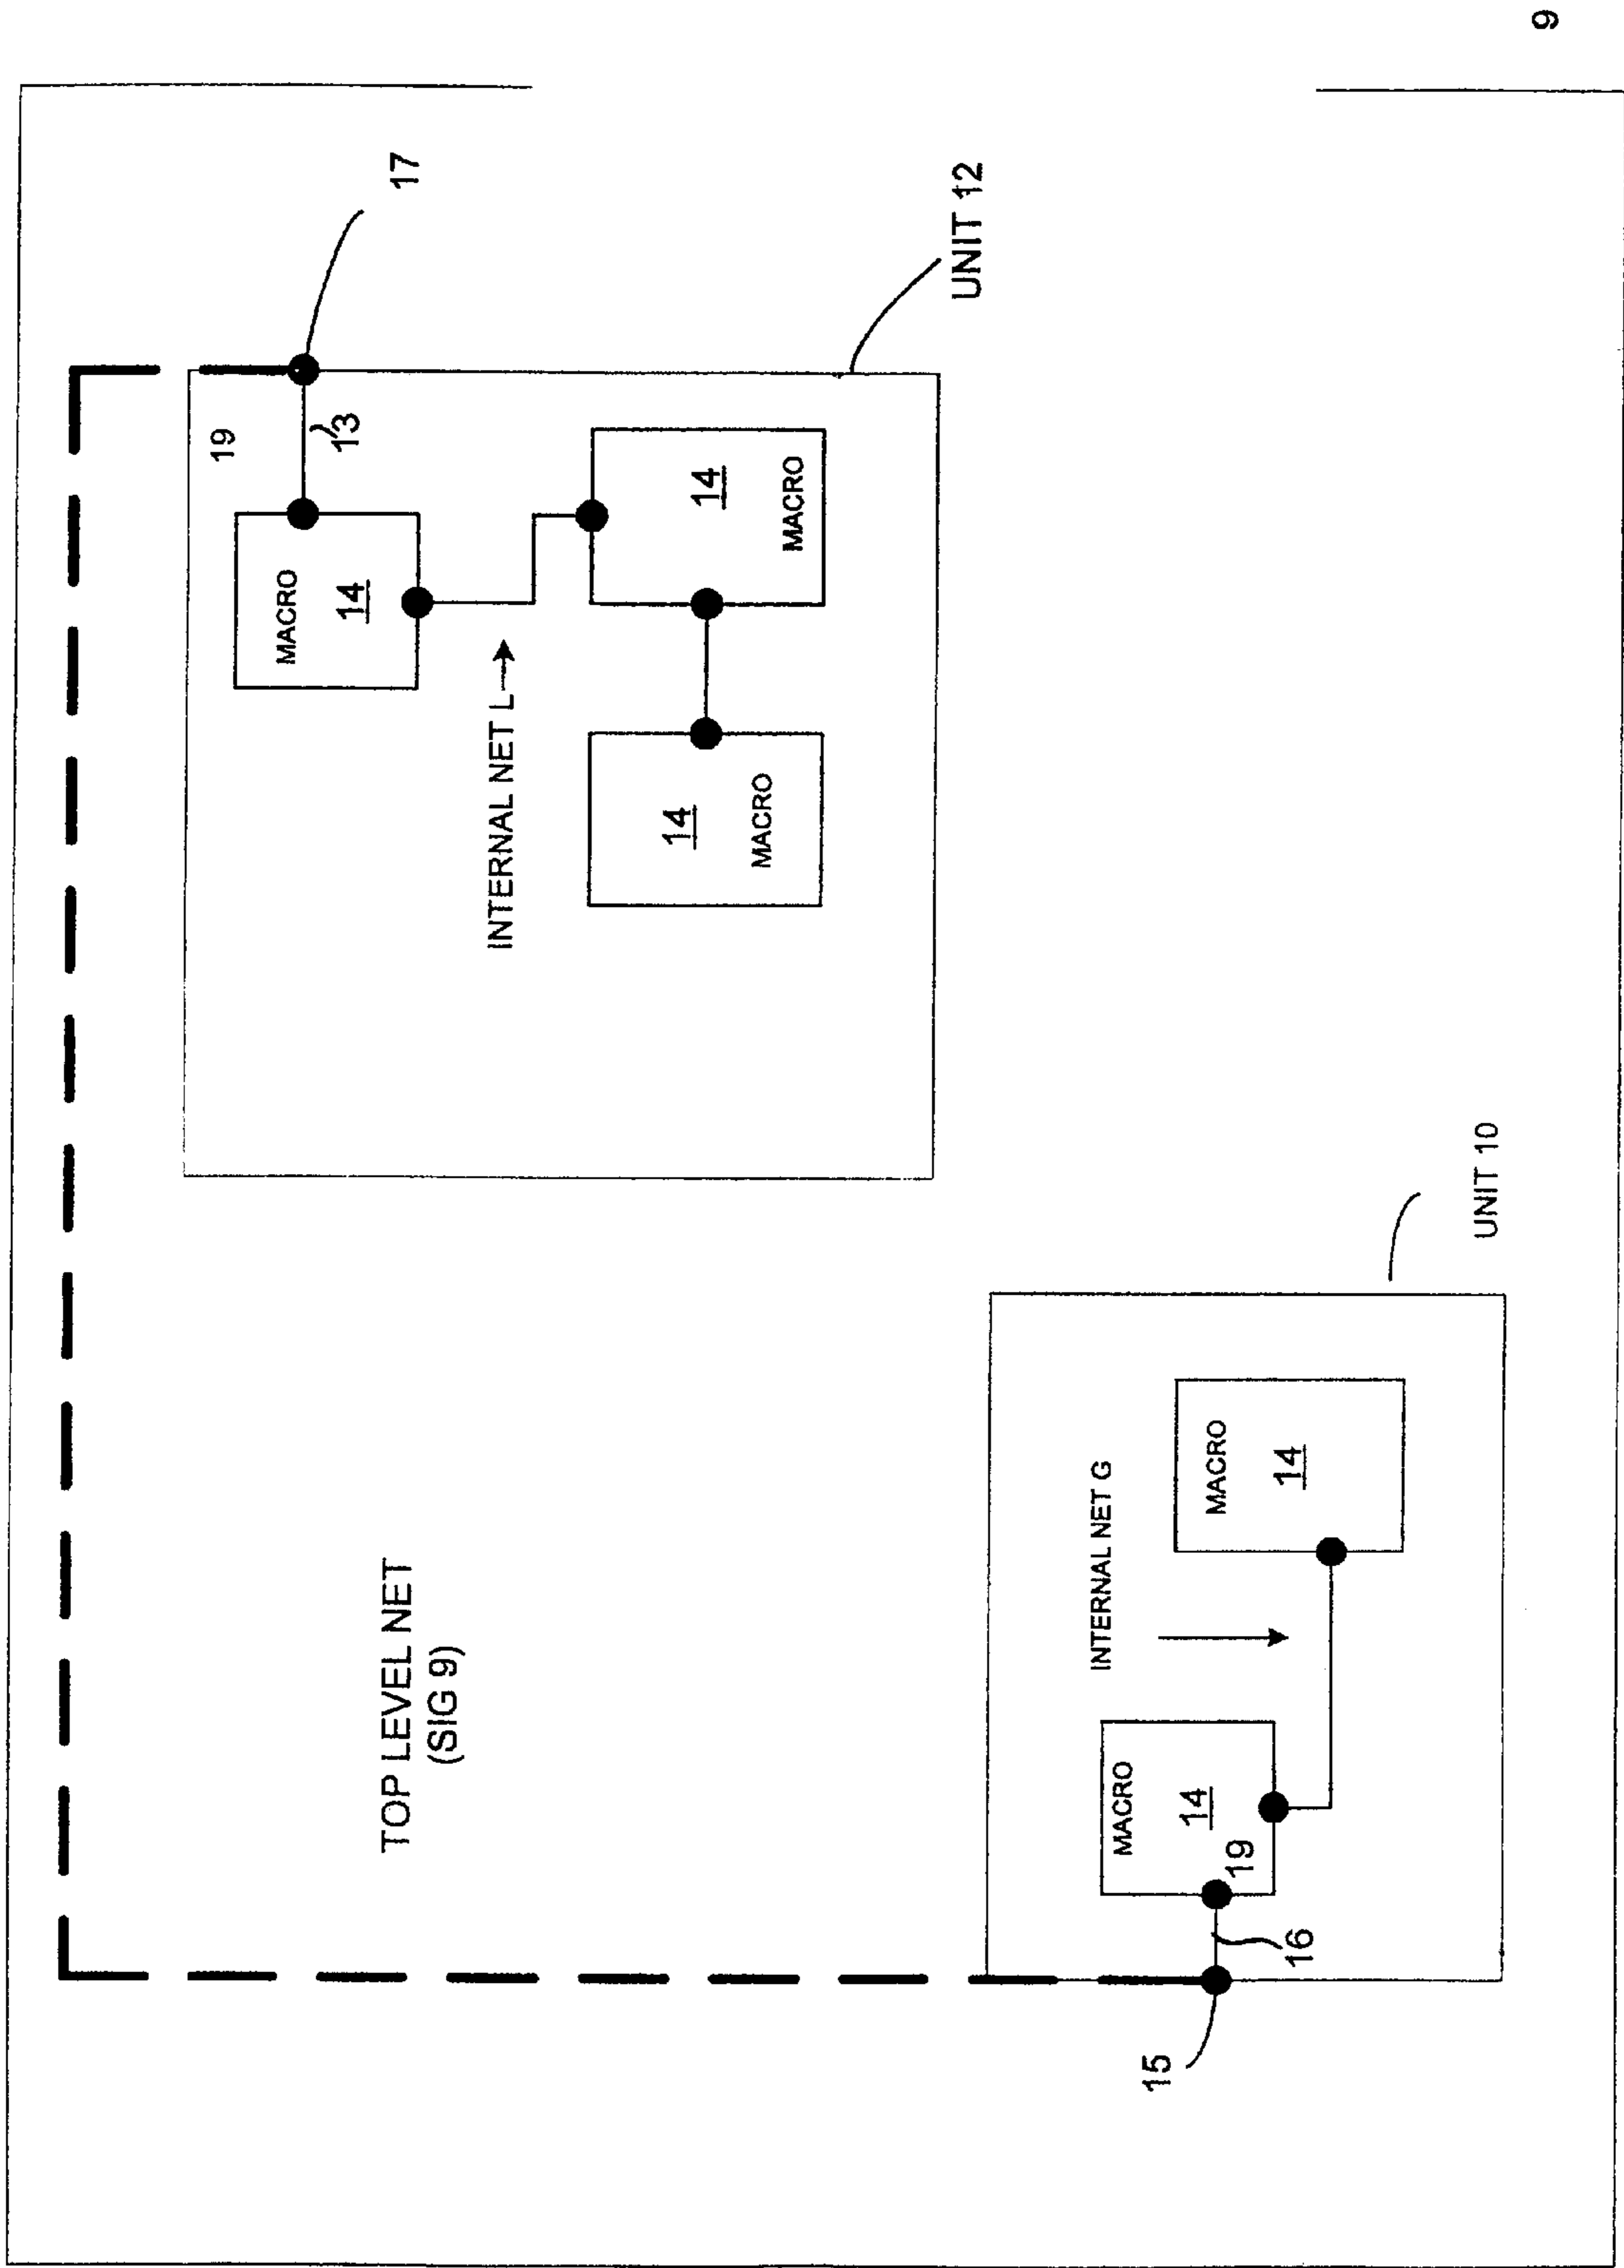 19
MACRO
14
13
17
TOP LEVEL NET
(SIG 9)
INTERNAL NET L
14
MACRO
14
MACRO
UNIT 12
INTERNAL NET G
MACRO
14
19
15
16
MACRO
14
UNIT 10
9